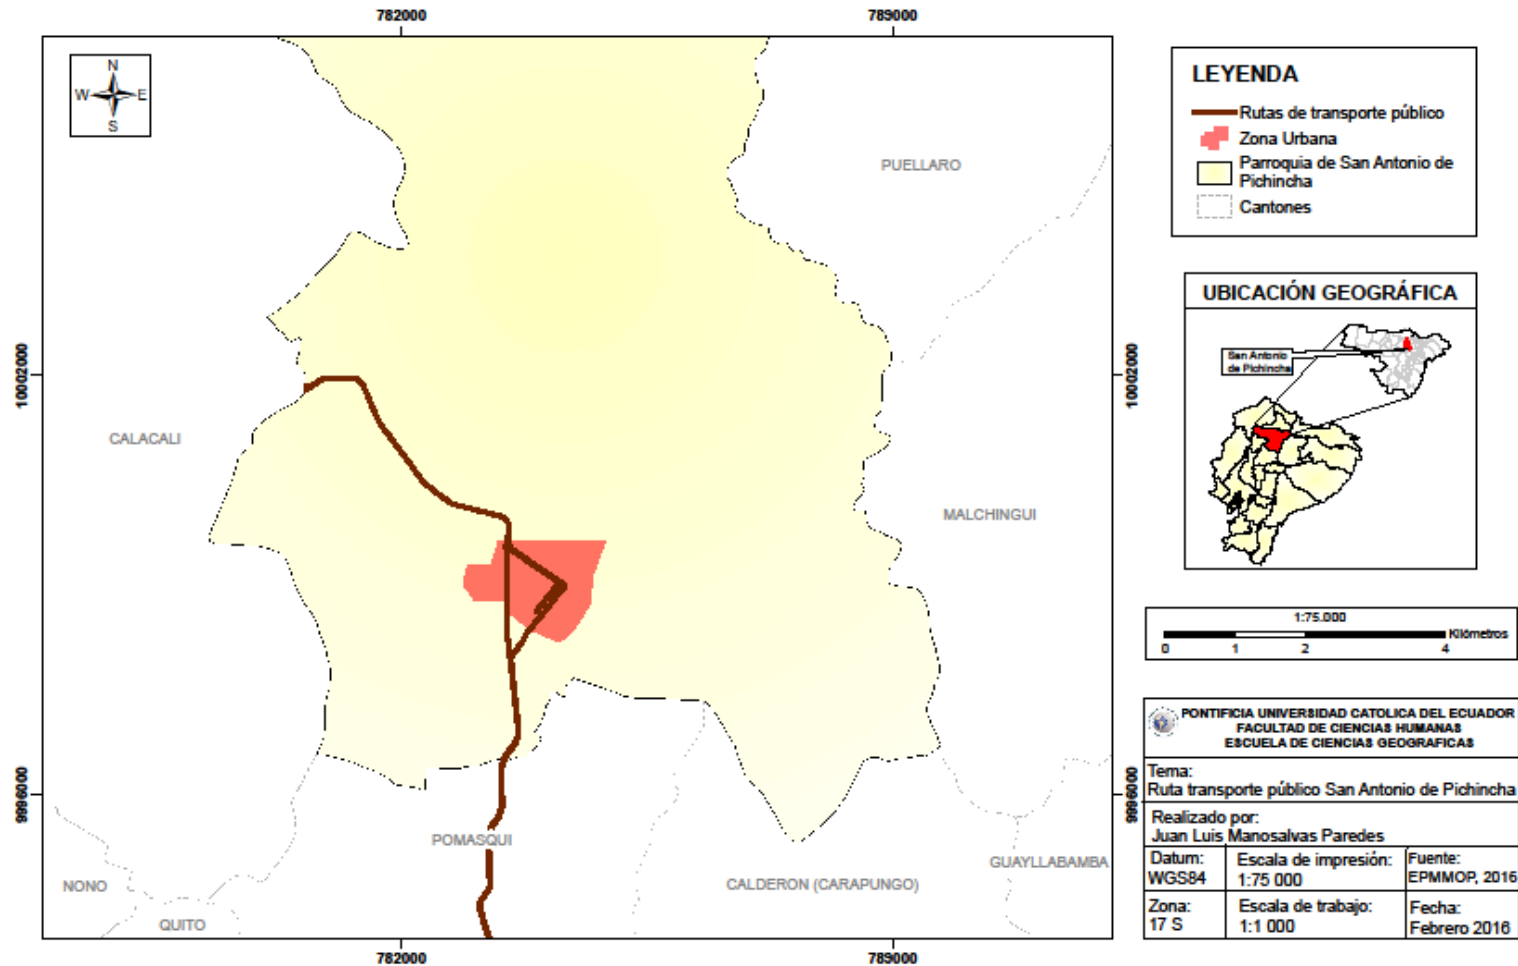 782000
789000
N
W
E
S
PUELLARO
10002000
10002000
CALACALI
MALCHINGUI
9996000
9996000
POMASQUI
NONO
QUITO
CALDERON (CARAPUNGO)
GUAYLLABAMBA
782000
789000
LEYENDA
Rutas de transporte público
Zona Urbana
Parroquia de San Antonio de
Pichincha
Cantones
UBICACIÓN GEOGRÁFICA
San Antonio
de Pichincha
1:75.000
Kilómetros
0 1 2 4
PONTIFICIA UNIVERSIDAD CATOLICA DEL ECUADOR
FACULTAD DE CIENCIAS HUMANAS
ESCUELA DE CIENCIAS GEOGRAFICAS
Tema:
Ruta transporte público San Antonio de Pichincha
Realizado por:
Juan Luis Manosalvas Paredes
Datum:
WGS84
Escala de impresión:
1:75 000
Fuente:
EPMMOP, 2016
Zona:
17 S
Escala de trabajo:
1:1 000
Fecha:
Febrero 2016